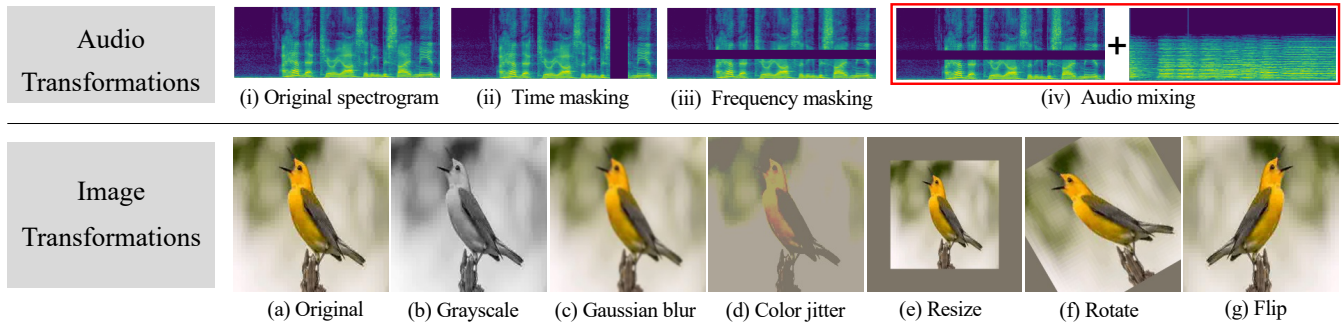 Audio
Transformations
+
(i) Original spectrogram
(ii) Time masking
(iii) Frequency masking
(iv) Audio mixing
Image
Transformations
(a) Original
(b) Grayscale
(c) Gaussian blur
(d) Color jitter
(e) Resize
(f) Rotate
(g) Flip